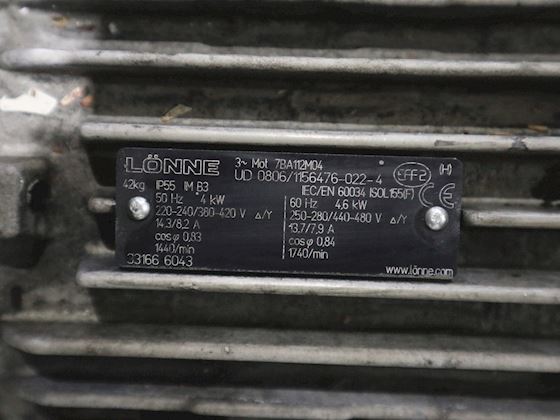 LÖNNE 3~ Mot 7BA112M04 EFF2 (H)
UD 0806/1156476-022-4
42kg IP55 IM B3 IEC/EN 60034 ISOL 155(F) CE
50 Hz 4 kW 60 Hz 4,6 kW
220-240/380-420 V △/Y 250-280/440-480 V △/Y
14,3/8,2 A 13,7/7,9 A
cos φ 0,83 cos φ 0,84
1440/min 1740/min
33166 6043 www.lönne.com